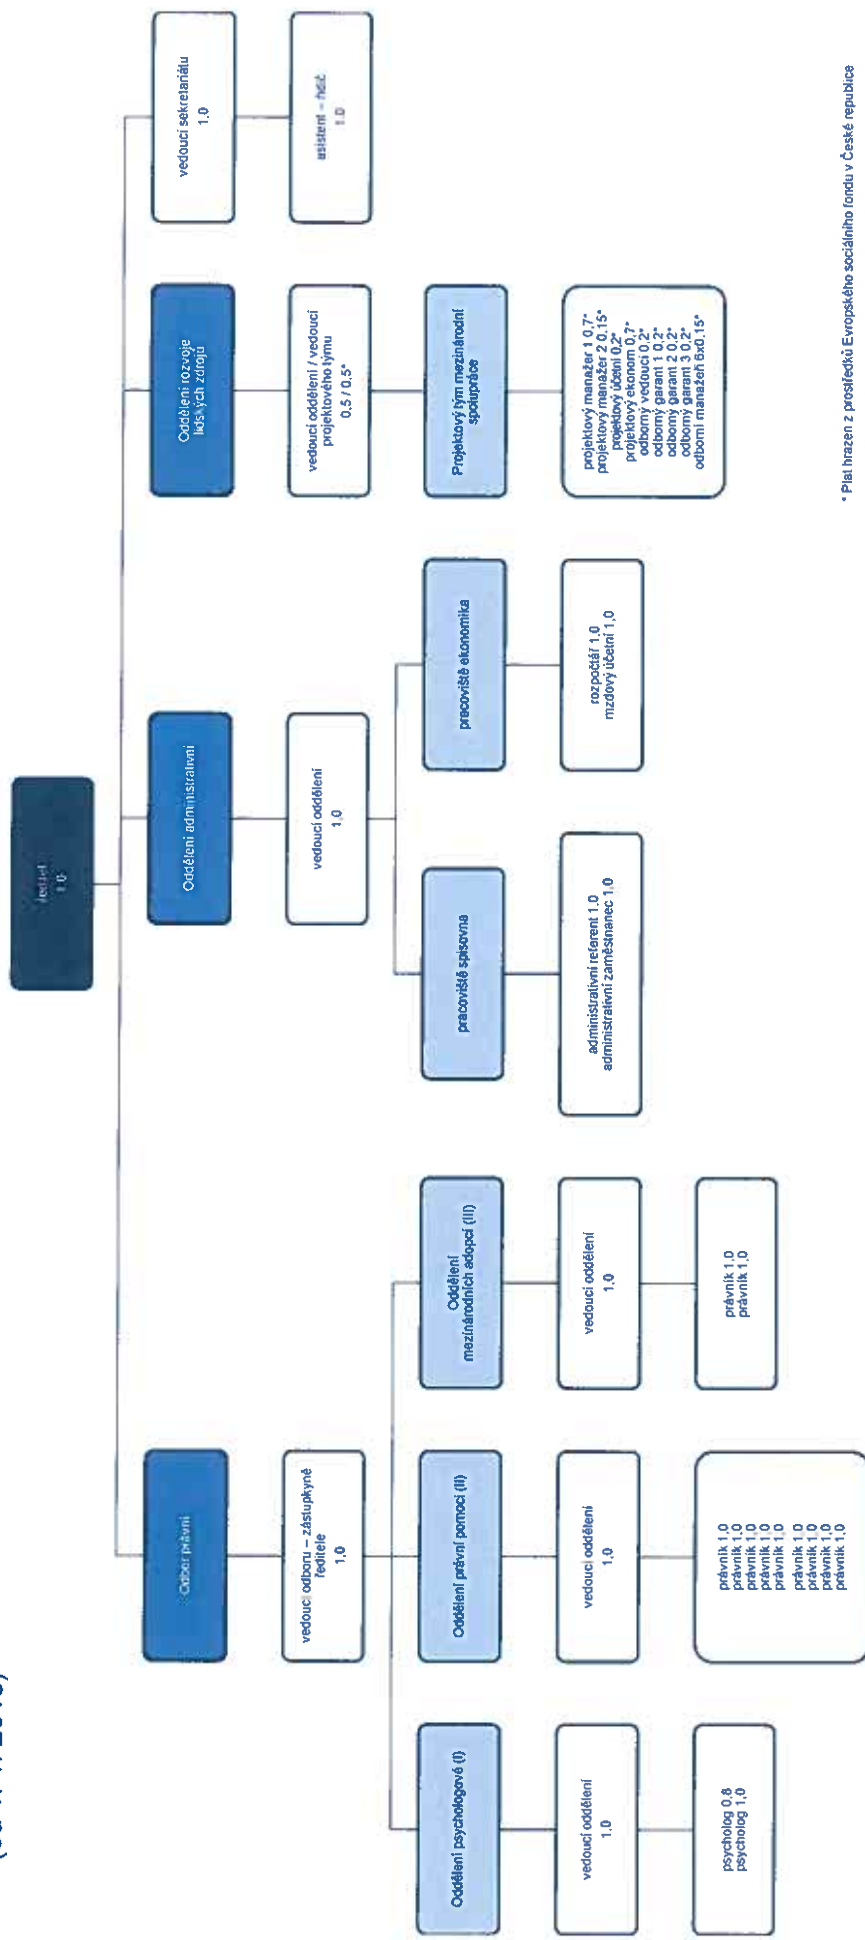 ředitel
1.0
Odbor právní
Oddělení administrativní
Oddělení rozvoje
lidských zdrojů
vedoucí sekretariátu
1.0
vedoucí odboru – zástupkyně
ředitele
1,0
vedoucí oddělení
1,0
vedoucí oddělení / vedoucí
projektového týmu
0.5 / 0.5*
asistent – řidič
1.0
Oddělení psychologové (I)
Oddělení právní pomoci (II)
Oddělení
mezinárodních adopcí (III)
pracoviště spisovna
pracoviště ekonomika
Projektový tým mezinárodní
spolupráce
vedoucí oddělení
1.0
vedoucí oddělení
1,0
vedoucí oddělení
1,0
administrativní referent 1.0
administrativní zaměstnanec 1.0
rozpočtář 1.0
mzdový účetní 1,0
projektový manažer 1 0,7*
projektový manažer 2 0,15*
projektový účetní 0,2*
projektový ekonom 0,7*
odborný vedoucí 0.2*
odborný garant 1 0.2*
odborný garant 2 0.2*
odborný garant 3 0.2*
odborní manažeři 6x0,15*
psycholog 0,8
psycholog 1,0
právník 1,0
právník 1,0
právník 1,0
právník 1,0
právník 1,0
právník 1,0
právník 1,0
právník 1,0
právník 1,0
právník 1,0
právník 1,0
* Plat hrazen z prostředků Evropského sociálního fondu v České republice